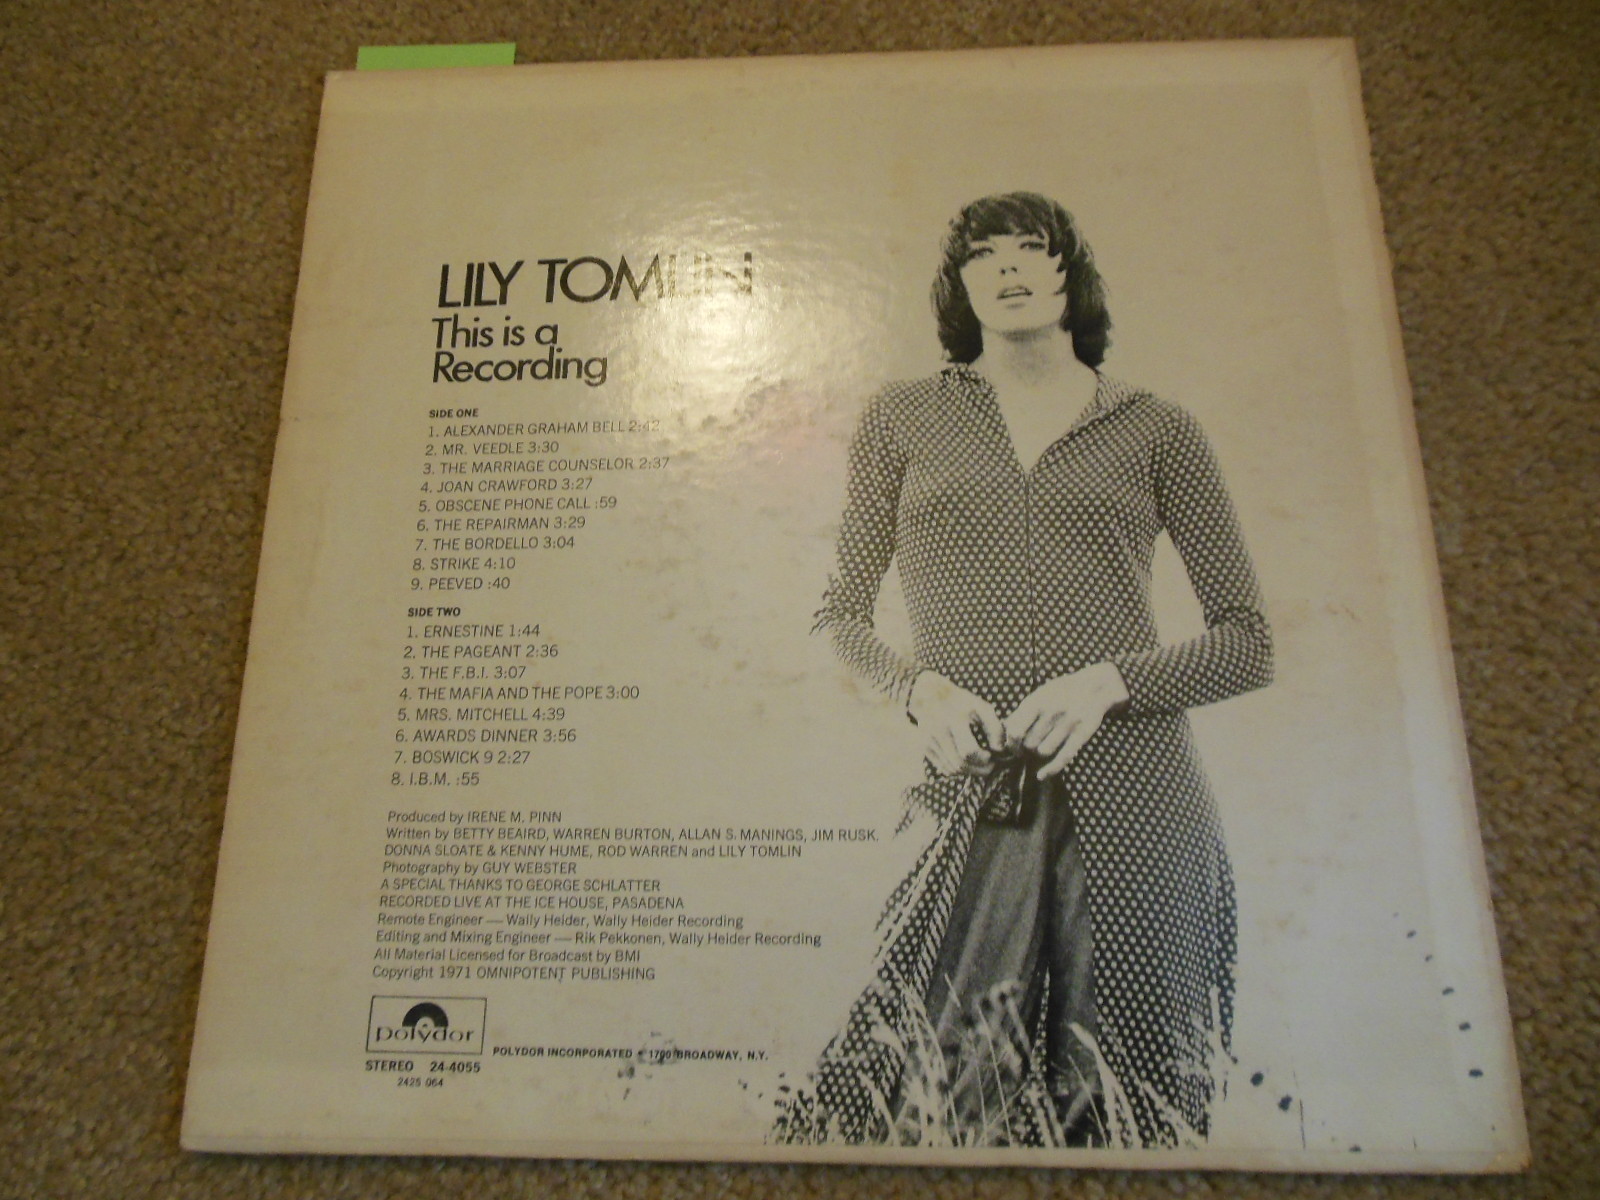 LILY TOMLIN
This is a
Recording
SIDE ONE
1. ALEXANDER GRAHAM BELL 2:42
2. MR. VEEDLE 3:30
3. THE MARRIAGE COUNSELOR 2:37
4. JOAN CRAWFORD 3:27
5. OBSCENE PHONE CALL :59
6. THE REPAIRMAN 3:29
7. THE BORDELLO 3:04
8. STRIKE 4:10
9. PEEVED :40
SIDE TWO
1. ERNESTINE 1:44
2. THE PAGEANT 2:36
3. THE F.B.I. 3:07
4. THE MAFIA AND THE POPE 3:00
5. MRS. MITCHELL 4:39
6. AWARDS DINNER 3:56
7. BOSWICK 9 2:27
8. I.B.M. :55
Produced by IRENE M. PINN
Written by BETTY BEAIRD, WARREN BURTON, ALLAN S. MANINGS, JIM RUSK.
DONNA SLOATE & KENNY HUME, ROD WARREN and LILY TOMLIN
Photography by GUY WEBSTER
A SPECIAL THANKS TO GEORGE SCHLATTER
RECORDED LIVE AT THE ICE HOUSE, PASADENA
Remote Engineer — Wally Heider, Wally Heider Recording
Editing and Mixing Engineer — Rik Pekkonen, Wally Heider Recording
All Material Licensed for Broadcast by BMI
Copyright 1971 OMNIPOTENT PUBLISHING
polydor
POLYDOR INCORPORATED • 1700 BROADWAY, N.Y.
STEREO 24-4055
2425 064